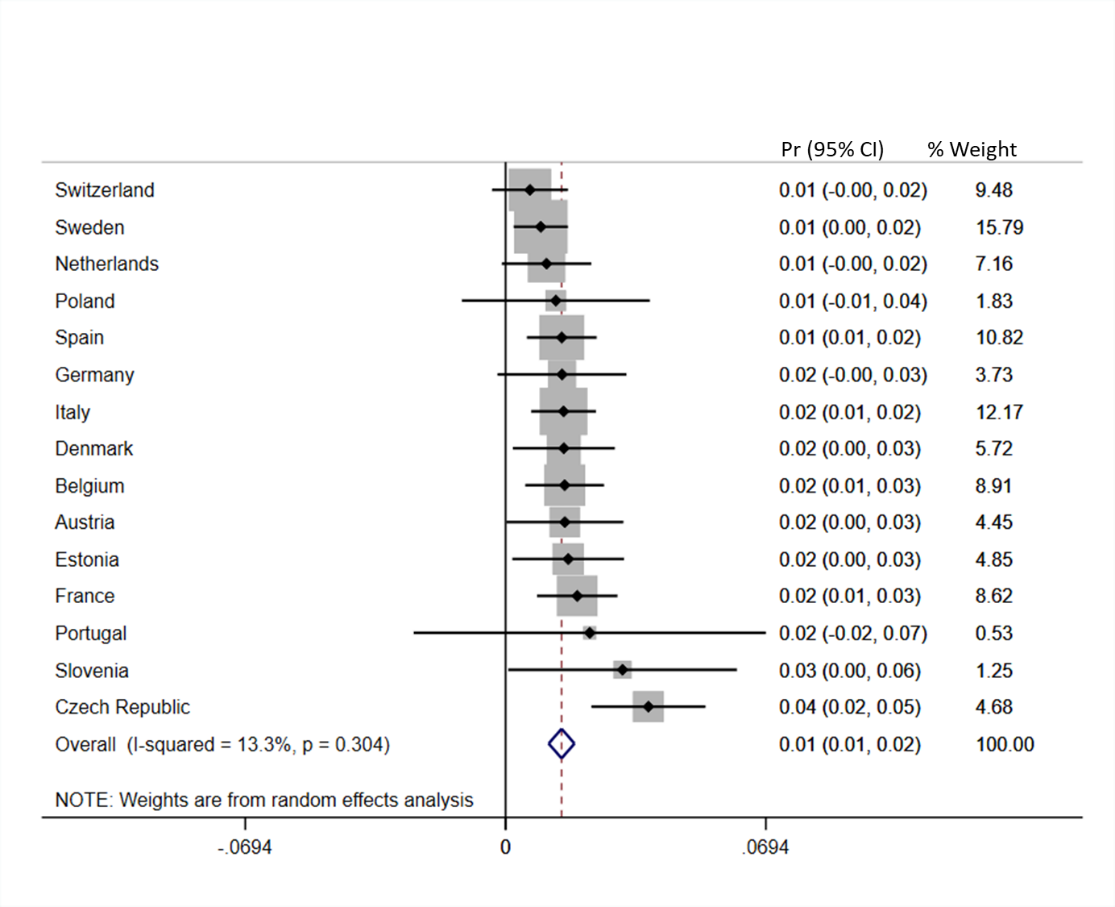 Pr (95% CI) % Weight
Switzerland 0.01 (-0.00, 0.02) 9.48
Sweden 0.01 (0.00, 0.02) 15.79
Netherlands 0.01 (-0.00, 0.02) 7.16
Poland 0.01 (-0.01, 0.04) 1.83
Spain 0.01 (0.01, 0.02) 10.82
Germany 0.02 (-0.00, 0.03) 3.73
Italy 0.02 (0.01, 0.02) 12.17
Denmark 0.02 (0.00, 0.03) 5.72
Belgium 0.02 (0.01, 0.03) 8.91
Austria 0.02 (0.00, 0.03) 4.45
Estonia 0.02 (0.00, 0.03) 4.85
France 0.02 (0.01, 0.03) 8.62
Portugal 0.02 (-0.02, 0.07) 0.53
Slovenia 0.03 (0.00, 0.06) 1.25
Czech Republic 0.04 (0.02, 0.05) 4.68
Overall (I-squared = 13.3%, p = 0.304) 0.01 (0.01, 0.02) 100.00
NOTE: Weights are from random effects analysis
-.0694 0 .0694